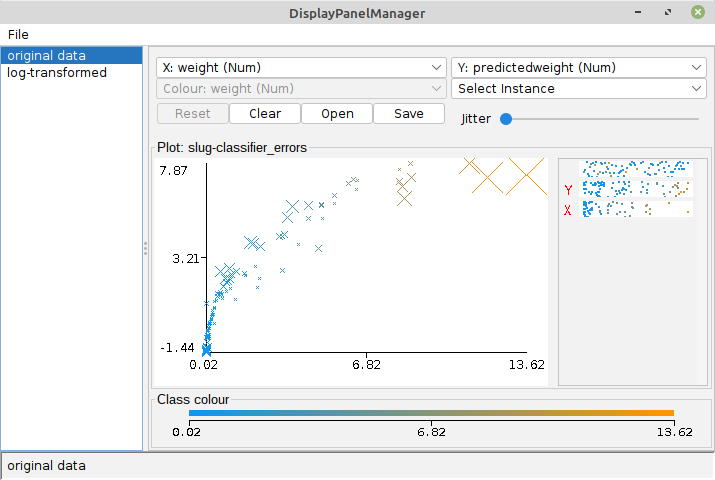 DisplayPanelManager
File
original data
log-transformed
X: weight (Num)
Y: predictedweight (Num)
Colour: weight (Num)
Select Instance
Reset
Clear
Open
Save
Jitter
Plot: slug-classifier_errors
7.87
3.21
-1.44
0.02
6.82
13.62
Y
X
Class colour
0.02
6.82
13.62
original data